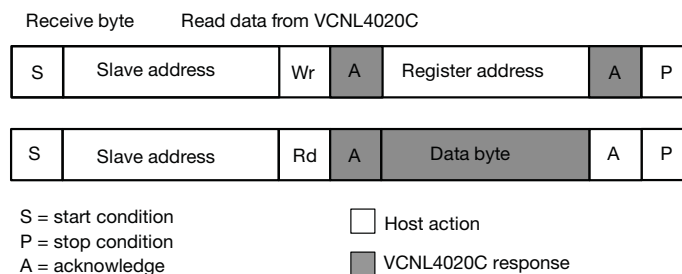 Receive byte Read data from VCNL4020C
S Slave address Wr A Register address A P
S Slave address Rd A Data byte A P
S = start condition
P = stop condition
A = acknowledge
Host action
VCNL4020C response